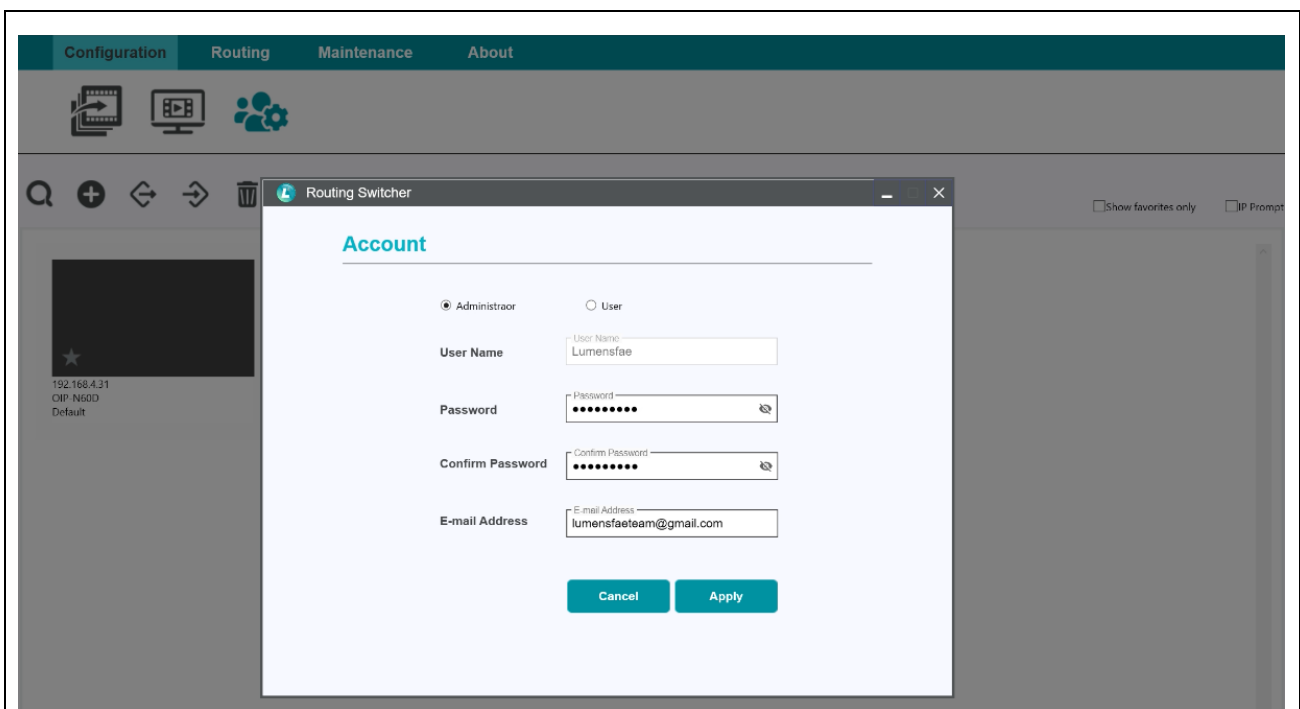 Configuration Routing Maintenance About
Routing Switcher
Show favorites only IP Prompt
Account
Administraor User
User Name
User Name
Lumensfae
192.168.4.31
OIP-N60D
Default
Password
Password
•••••••••
Confirm Password
Confirm Password
•••••••••
E-mail Address
E-mail Address
lumensfaeteam@gmail.com
Cancel Apply